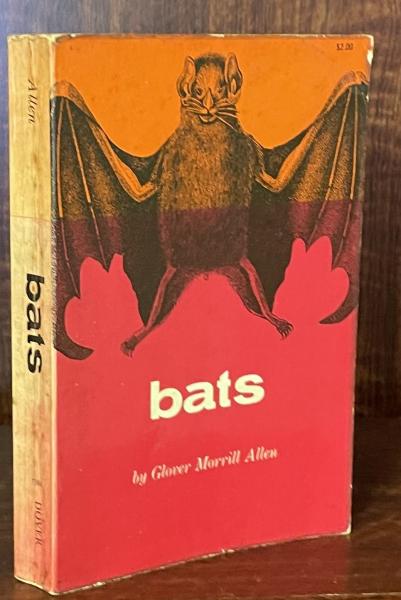 Allen
bats
DOVER
$2.00
bats
by Glover Morrill Allen